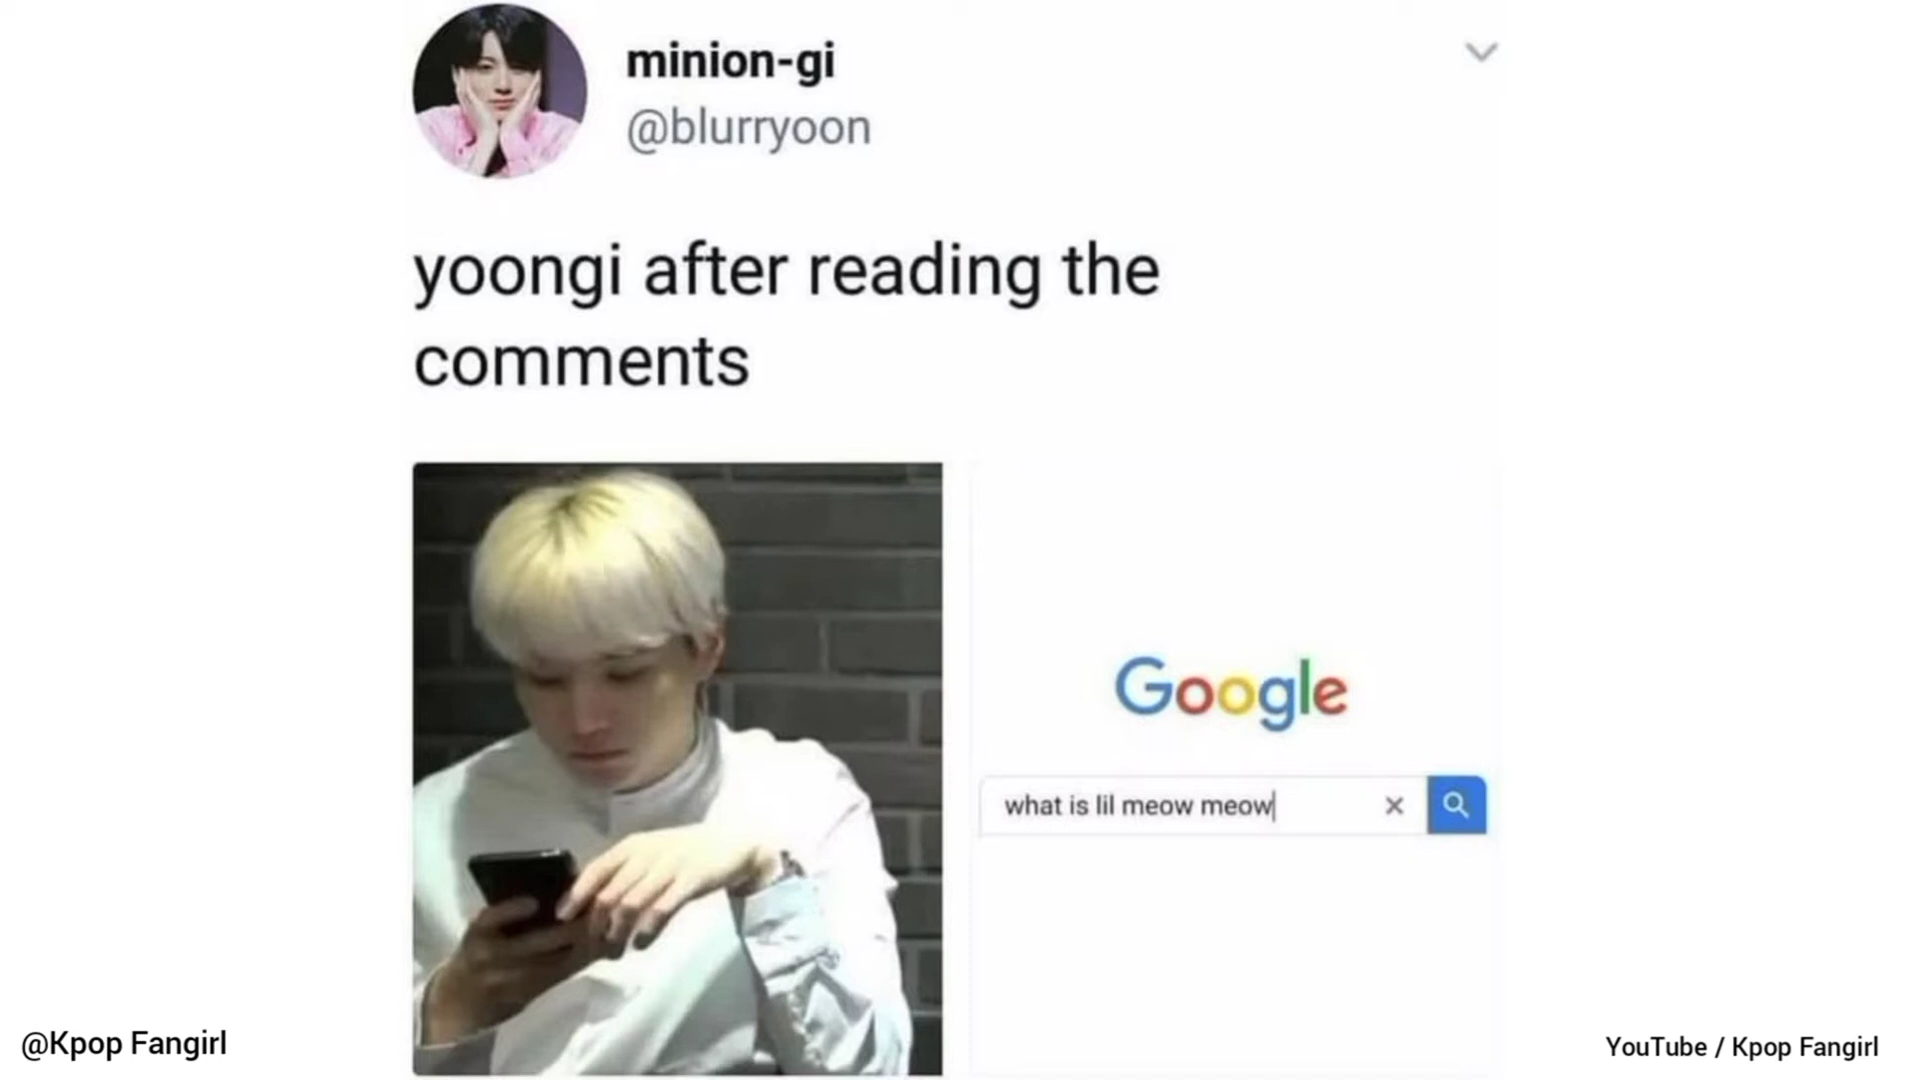 minion-gi
@blurryoon
yoongi after reading the
comments
Google
what is lil meow meow
@Kpop Fangirl
YouTube / Kpop Fangirl